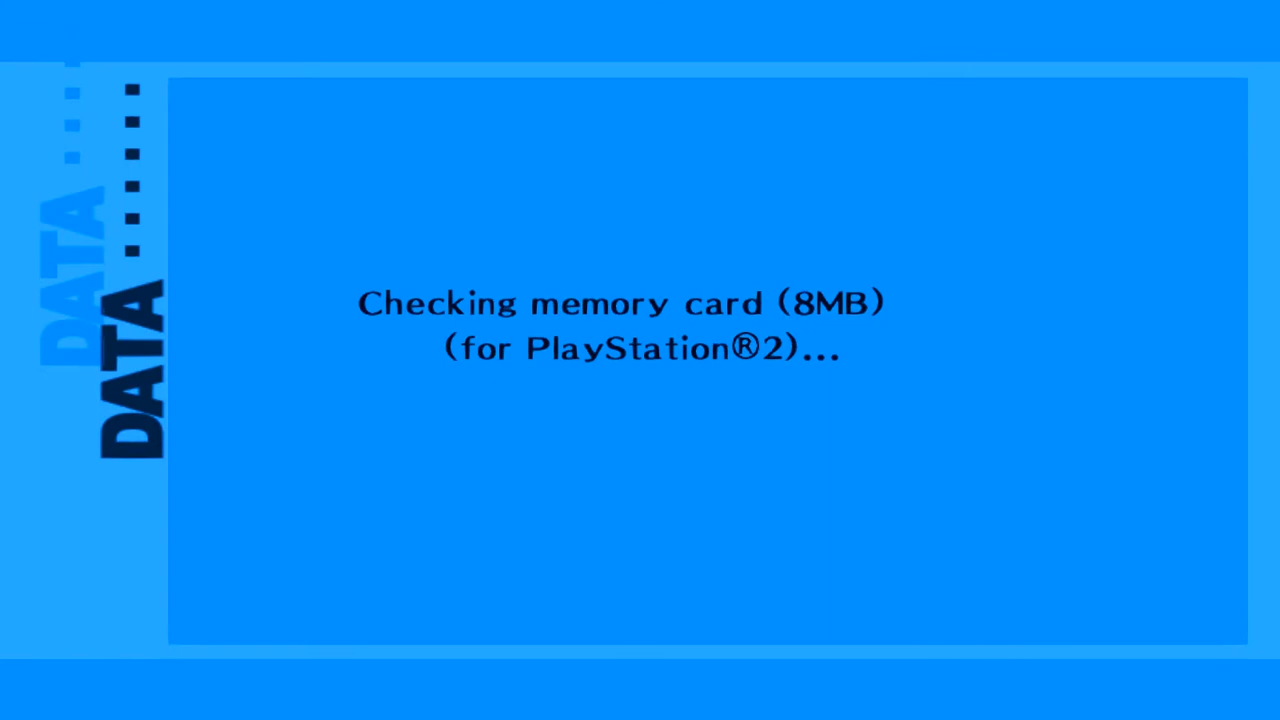 DATA ......
DATA ....
Checking memory card (8MB)
(for PlayStation®2)...